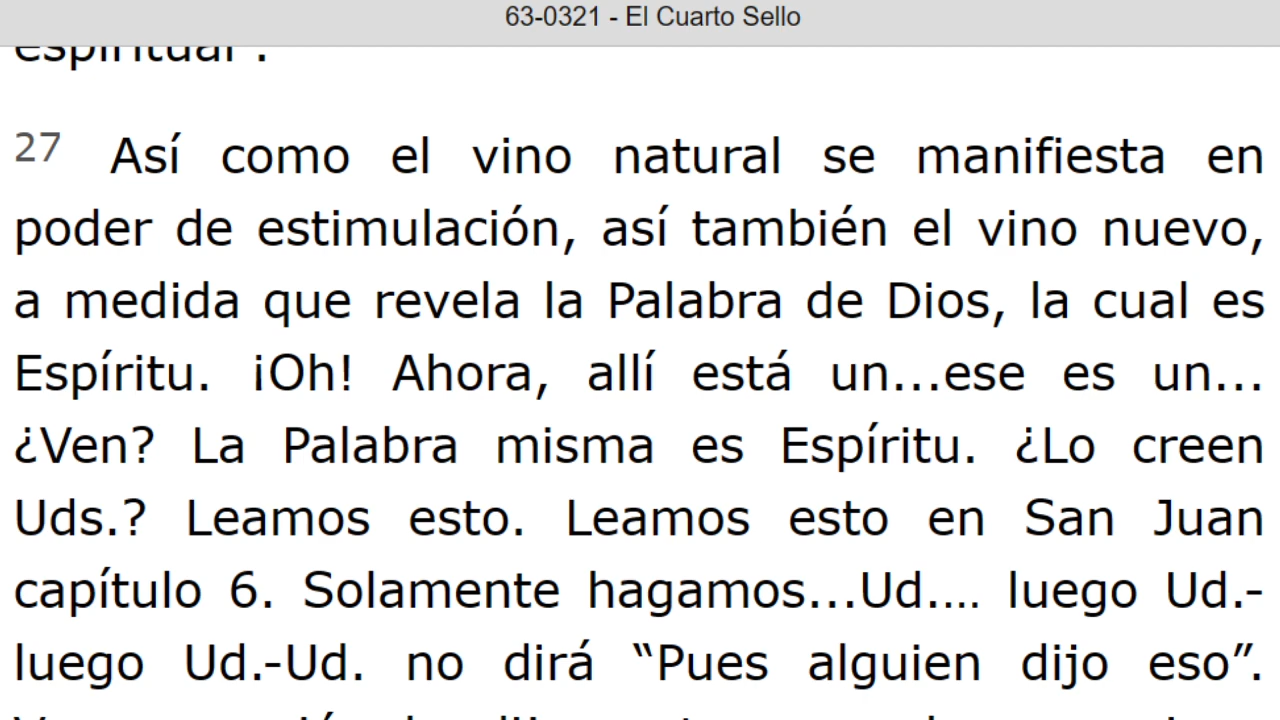 63-0321 - El Cuarto Sello
espiritual”.
27 Así como el vino natural se manifiesta en
poder de estimulación, así también el vino nuevo,
a medida que revela la Palabra de Dios, la cual es
Espíritu. ¡Oh! Ahora, allí está un...ese es un...
¿Ven? La Palabra misma es Espíritu. ¿Lo creen
Uds.? Leamos esto. Leamos esto en San Juan
capítulo 6. Solamente hagamos...Ud.... luego Ud.-
luego Ud.-Ud. no dirá “Pues alguien dijo eso”.